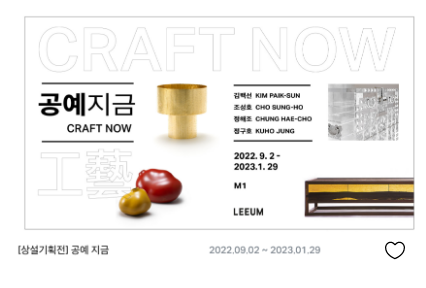 CRAFT NOW
공예지금
CRAFT NOW
工藝
김백선 KIM PAIK-SUN
조성호 CHO SUNG-HO
정해조 CHUNG HAE-CHO
정구호 KUHO JUNG
2022. 9. 2 -
2023. 1. 29
M1
LEEUM
[상설기획전] 공예 지금
2022.09.02 ~ 2023.01.29